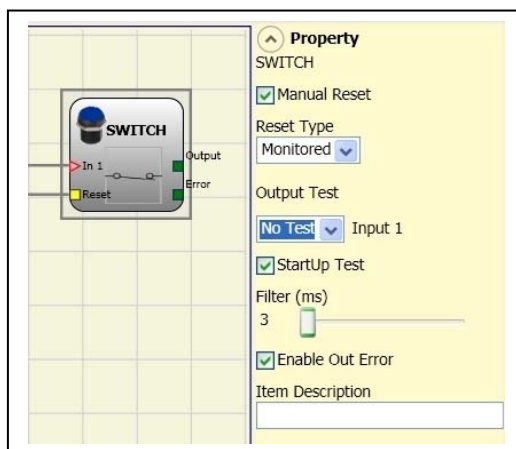 SWITCH
In 1
Reset
Output
Error
Property
SWITCH
Manual Reset
Reset Type
Monitored
Output Test
No Test Input 1
StartUp Test
Filter (ms)
3
Enable Out Error
Item Description